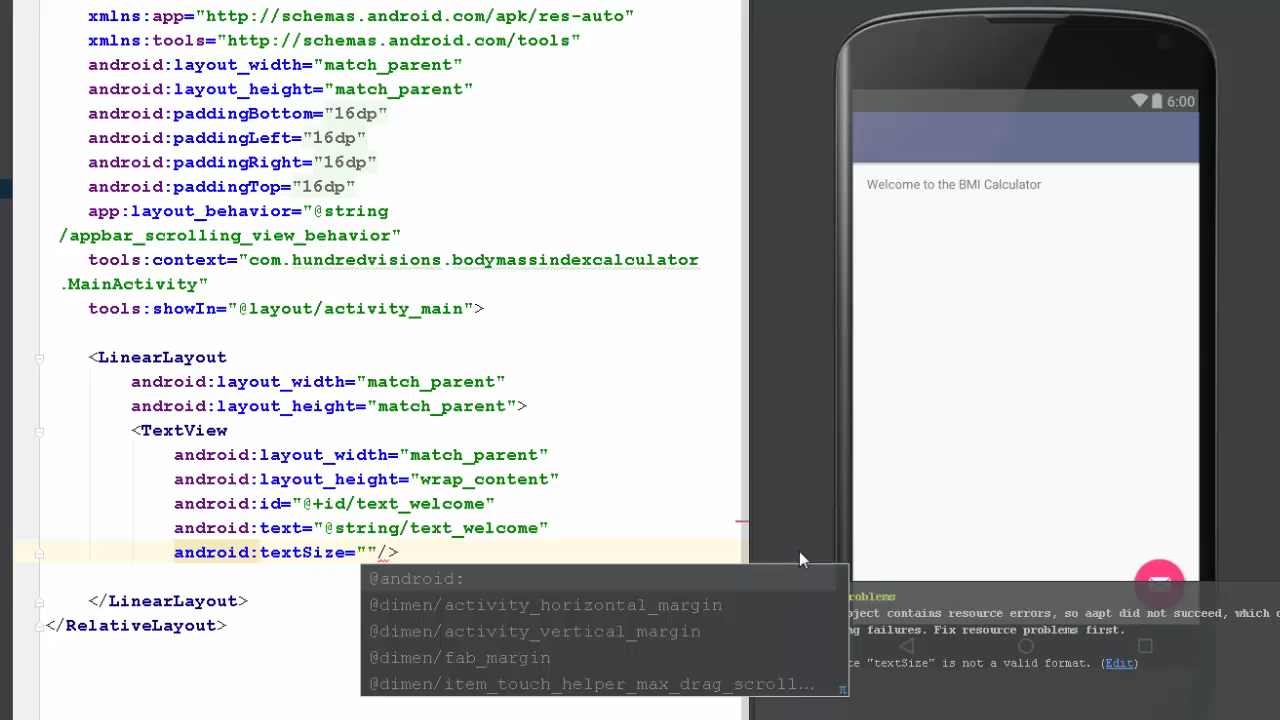 xmlns:app="http://schemas.android.com/apk/res-auto"
xmlns:tools="http://schemas.android.com/tools"
android:layout_width="match_parent"
android:layout_height="match_parent"
android:paddingBottom="16dp"
android:paddingLeft="16dp"
android:paddingRight="16dp"
android:paddingTop="16dp"
app:layout_behavior="@string
/appbar_scrolling_view_behavior"
tools:context="com.hundredvisions.bodymassindexcalculator
.MainActivity"
tools:showIn="@layout/activity_main">
<LinearLayout
android:layout_width="match_parent"
android:layout_height="match_parent">
<TextView
android:layout_width="match_parent"
android:layout_height="wrap_content"
android:id="@+id/text_welcome"
android:text="@string/text_welcome"
android:textSize=""/>
</LinearLayout>
</RelativeLayout>
@android:
@dimen/activity_horizontal_margin
@dimen/activity_vertical_margin
@dimen/fab_margin
@dimen/item_touch_helper_max_drag_scroll...
π
6:00
Welcome to the BMI Calculator
roblems
oject contains resource errors, so aapt did not succeed, which c
ng failures. Fix resource problems first.
te "textSize" is not a valid format. (Edit)